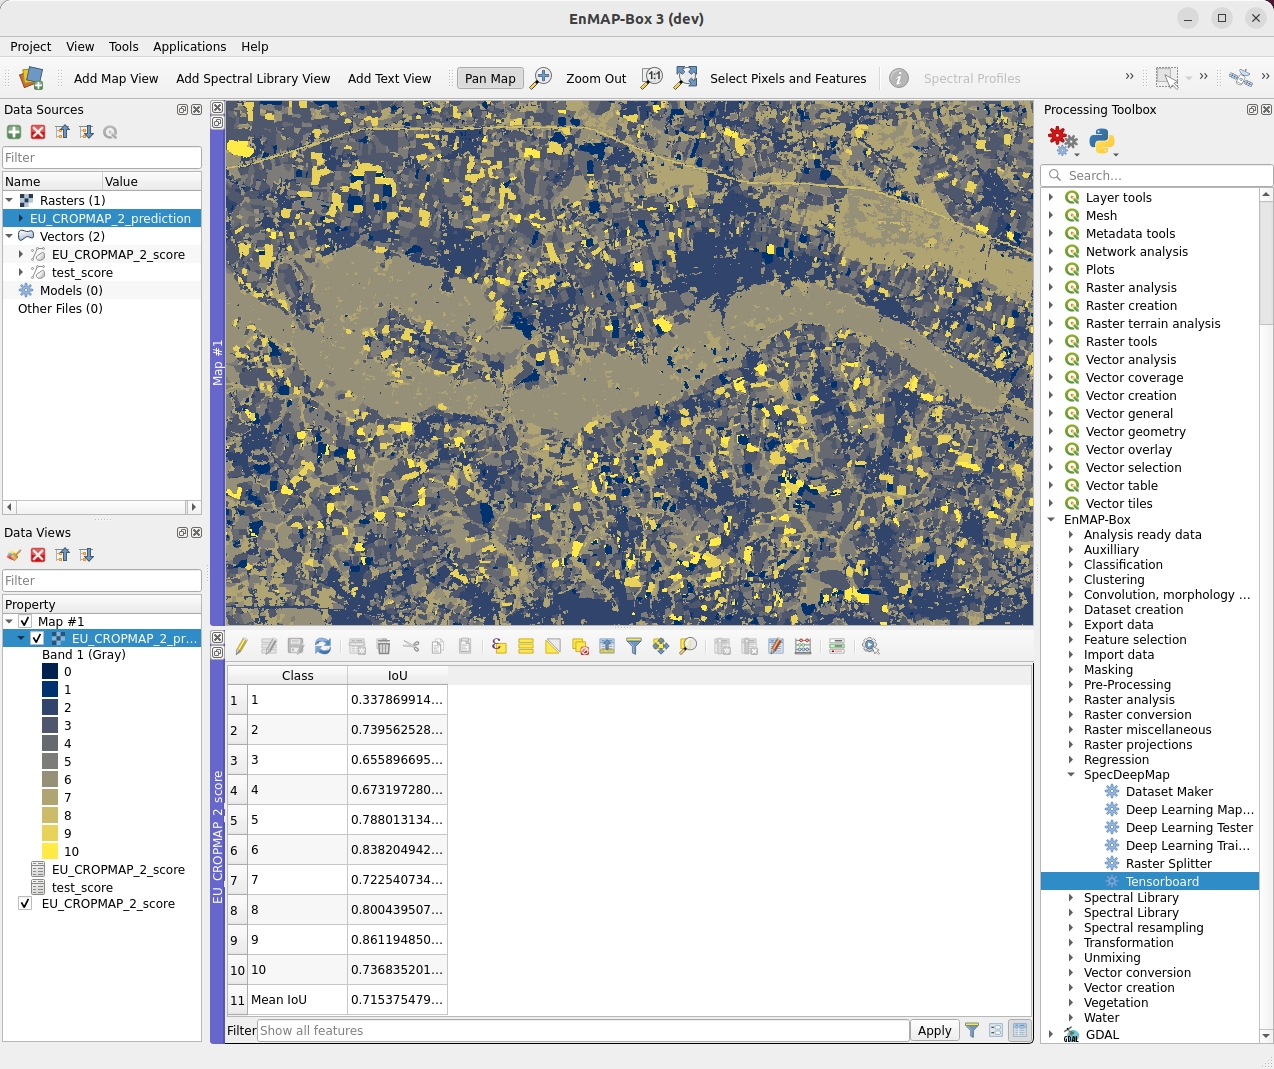 EnMAP-Box 3 (dev)
Project View Tools Applications Help
Add Map View Add Spectral Library View Add Text View Pan Map Zoom Out Select Pixels and Features Spectral Profiles
Data Sources
Filter
Name Value
Rasters (1)
EU_CROPMAP_2_prediction
Vectors (2)
EU_CROPMAP_2_score
test_score
Models (0)
Other Files (0)
Data Views
Filter
Property
Map #1
EU_CROPMAP_2_pr...
Band 1 (Gray)
0
1
2
3
4
5
6
7
8
9
10
EU_CROPMAP_2_score
test_score
EU_CROPMAP_2_score
Map #1
EU_CROPMAP_2_score
Class IoU
1 1 0.337869914...
2 2 0.739562528...
3 3 0.655896695...
4 4 0.673197280...
5 5 0.788013134...
6 6 0.838204942...
7 7 0.722540734...
8 8 0.800439507...
9 9 0.861194850...
10 10 0.736835201...
11 Mean IoU 0.715375479...
Filter Show all features Apply
Processing Toolbox
Search...
Layer tools
Mesh
Metadata tools
Network analysis
Plots
Raster analysis
Raster creation
Raster terrain analysis
Raster tools
Vector analysis
Vector coverage
Vector creation
Vector general
Vector geometry
Vector overlay
Vector selection
Vector table
Vector tiles
EnMAP-Box
Analysis ready data
Auxilliary
Classification
Clustering
Convolution, morphology ...
Dataset creation
Export data
Feature selection
Import data
Masking
Pre-Processing
Raster analysis
Raster conversion
Raster miscellaneous
Raster projections
Regression
SpecDeepMap
Dataset Maker
Deep Learning Map...
Deep Learning Tester
Deep Learning Trai...
Raster Splitter
Tensorboard
Spectral Library
Spectral Library
Spectral resampling
Transformation
Unmixing
Vector conversion
Vector creation
Vegetation
Water
GDAL